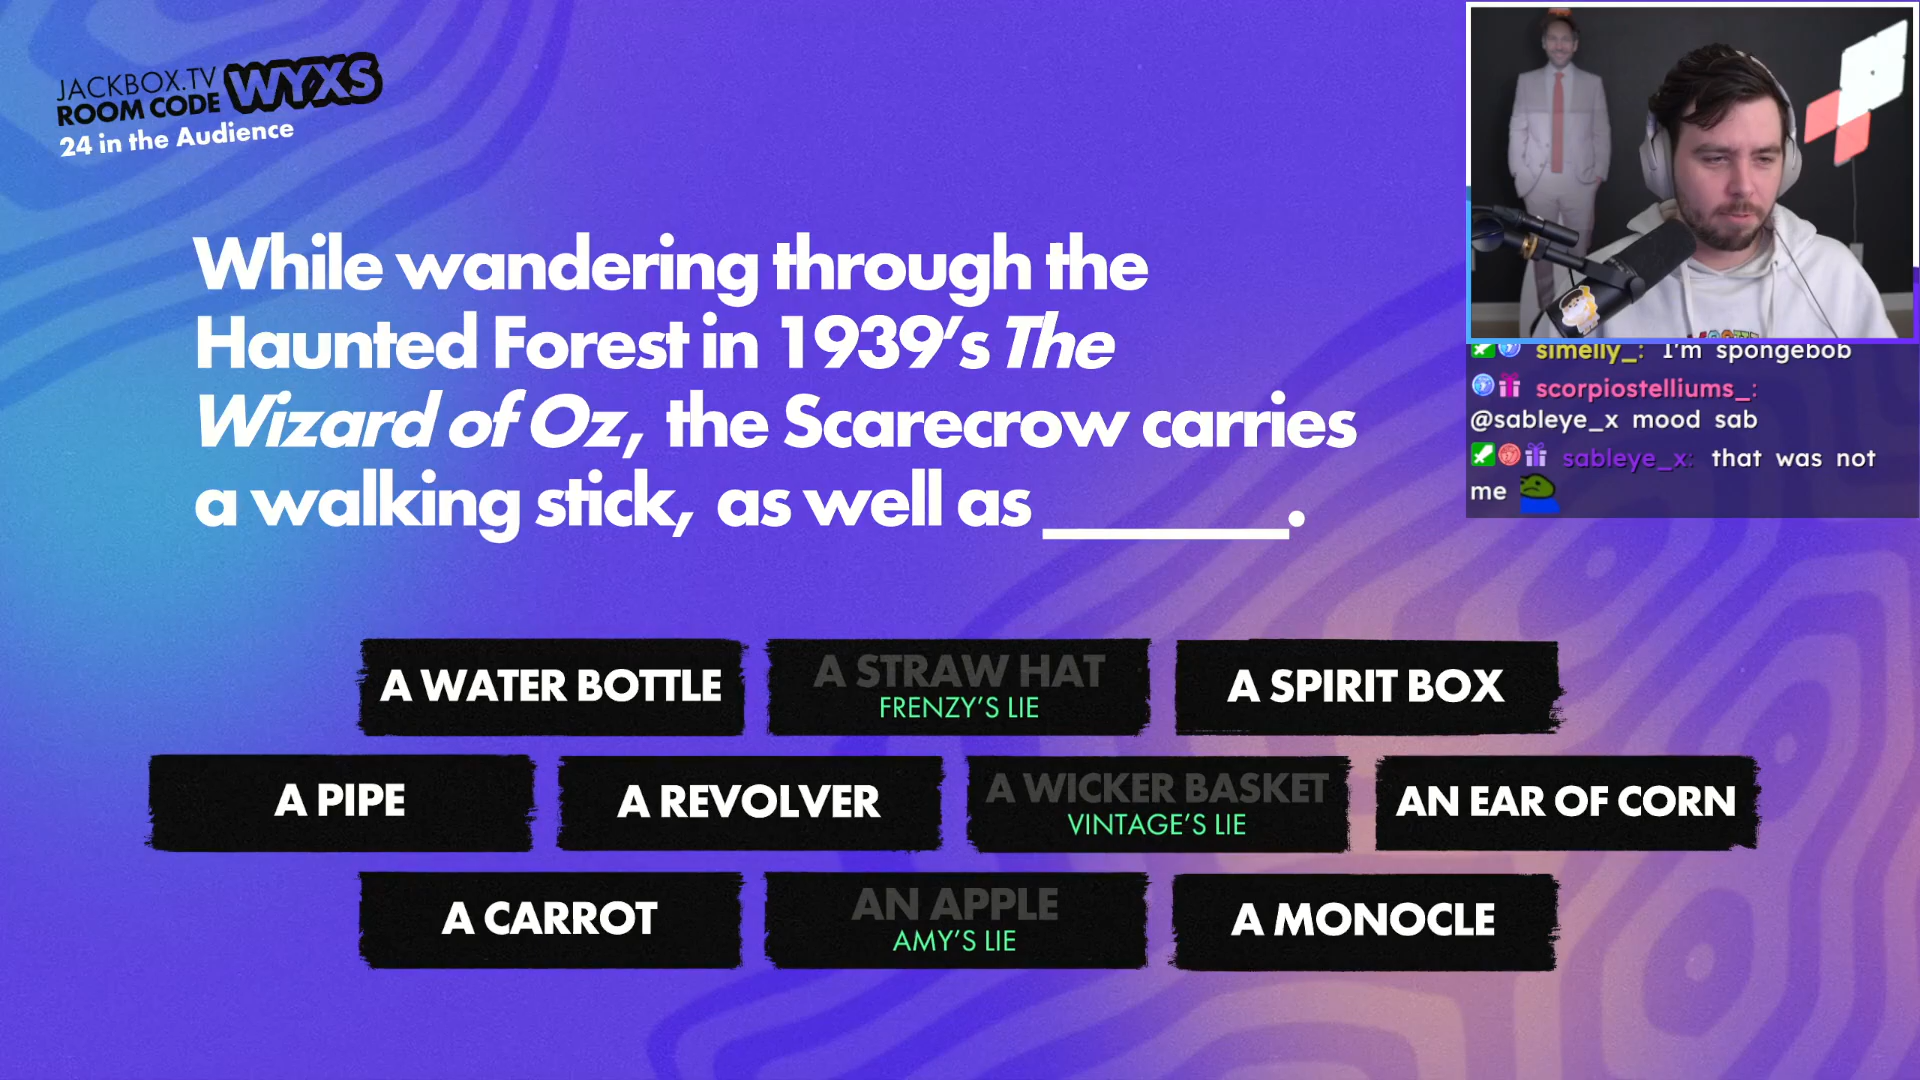 JACKBOX.TV
ROOM CODE
WYXS
24 in the Audience
While wandering through the
Haunted Forest in 1939's The
Wizard of Oz, the Scarecrow carries
a walking stick, as well as ________.
A WATER BOTTLE
A STRAW HAT
FRENZY'S LIE
A SPIRIT BOX
A PIPE
A REVOLVER
A WICKER BASKET
VINTAGE'S LIE
AN EAR OF CORN
A CARROT
AN APPLE
AMY'S LIE
A MONOCLE
simelly_: I'm spongebob
scorpiostelliums_:
@sableye_x mood sab
sableye_x: that was not
me